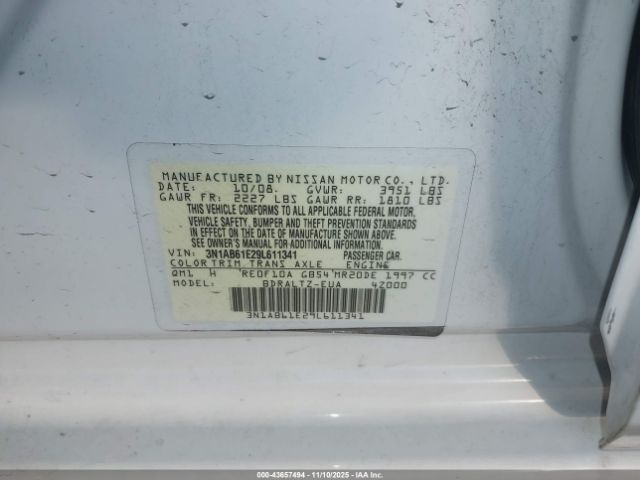 MANUFACTURED BY NISSAN MOTOR CO., LTD.
DATE: 10/08. GVWR: 3951 LBS
GAWR FR: 2227 LBS GAWR RR: 1810 LBS
THIS VEHICLE CONFORMS TO ALL APPLICABLE FEDERAL MOTOR
VEHICLE SAFETY, BUMPER AND THEFT PREVENTION STANDARDS
IN EFFECT ON THE DATE OF MANUFACTURE SHOWN ABOVE.
SEE OWNER'S MANUAL FOR ADDITIONAL INFORMATION
VIN: 3N1AB61E29L611341 PASSENGER CAR
COLOR TRIM TRANS AXLE ENGINE
QM1 H RE0F10A GB54 MR20DE 1997 CC
MODEL: BDRALTZ-EUA 42000
3N1AB61E29L611341
000-43657494 - 11/10/2025 - IAAI.COM